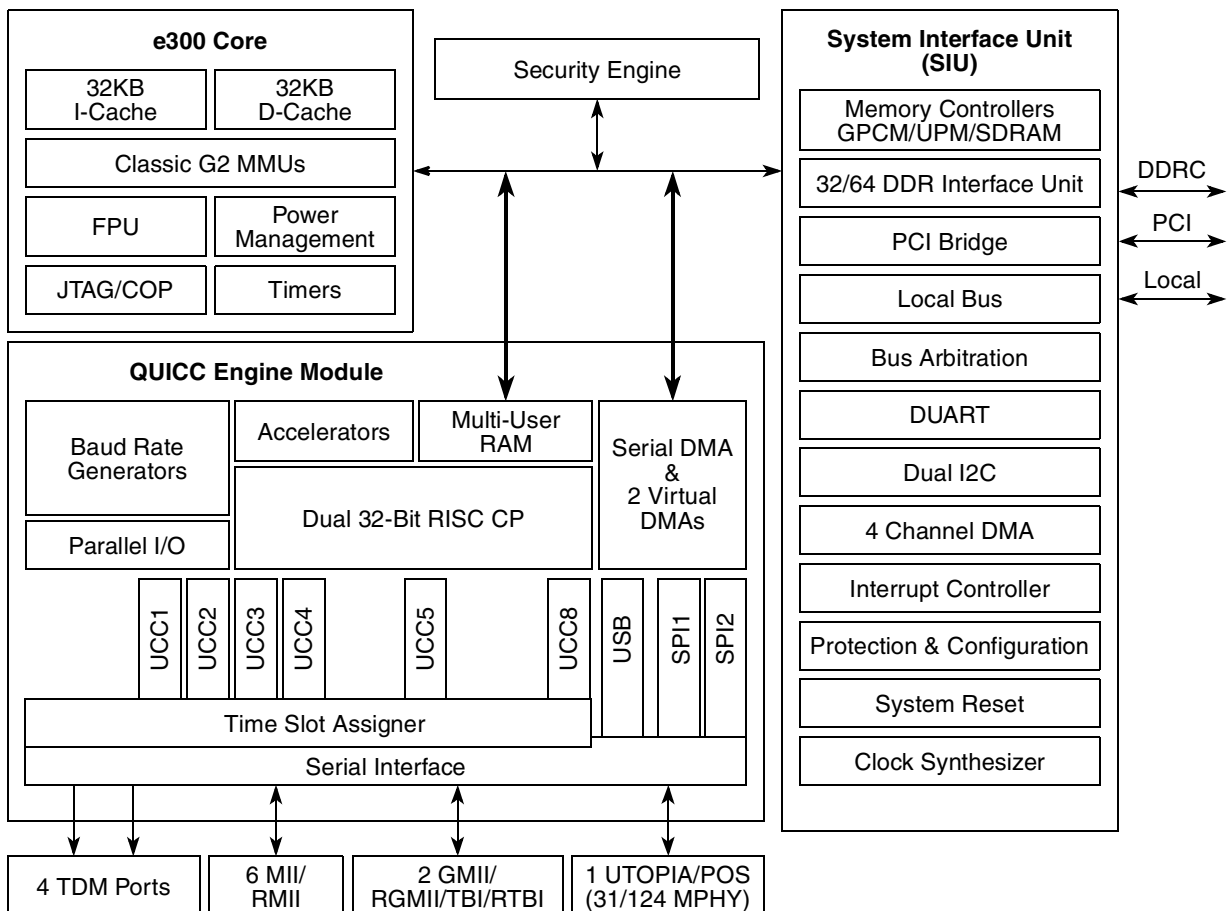 e300 Core
32KB
I-Cache
32KB
D-Cache
Classic G2 MMUs
FPU
Power
Management
JTAG/COP
Timers
Security Engine
System Interface Unit
(SIU)
Memory Controllers
GPCM/UPM/SDRAM
32/64 DDR Interface Unit
PCI Bridge
Local Bus
Bus Arbitration
DUART
Dual I2C
4 Channel DMA
Interrupt Controller
Protection & Configuration
System Reset
Clock Synthesizer
DDRC
PCI
Local
QUICC Engine Module
Baud Rate
Generators
Parallel I/O
Accelerators
Multi-User
RAM
Dual 32-Bit RISC CP
Serial DMA
&
2 Virtual
DMAs
UCC1
UCC2
UCC3
UCC4
UCC5
UCC8
USB
SPI1
SPI2
Time Slot Assigner
Serial Interface
4 TDM Ports
6 MII/
RMII
2 GMII/
RGMII/TBI/RTBI
1 UTOPIA/POS
(31/124 MPHY)